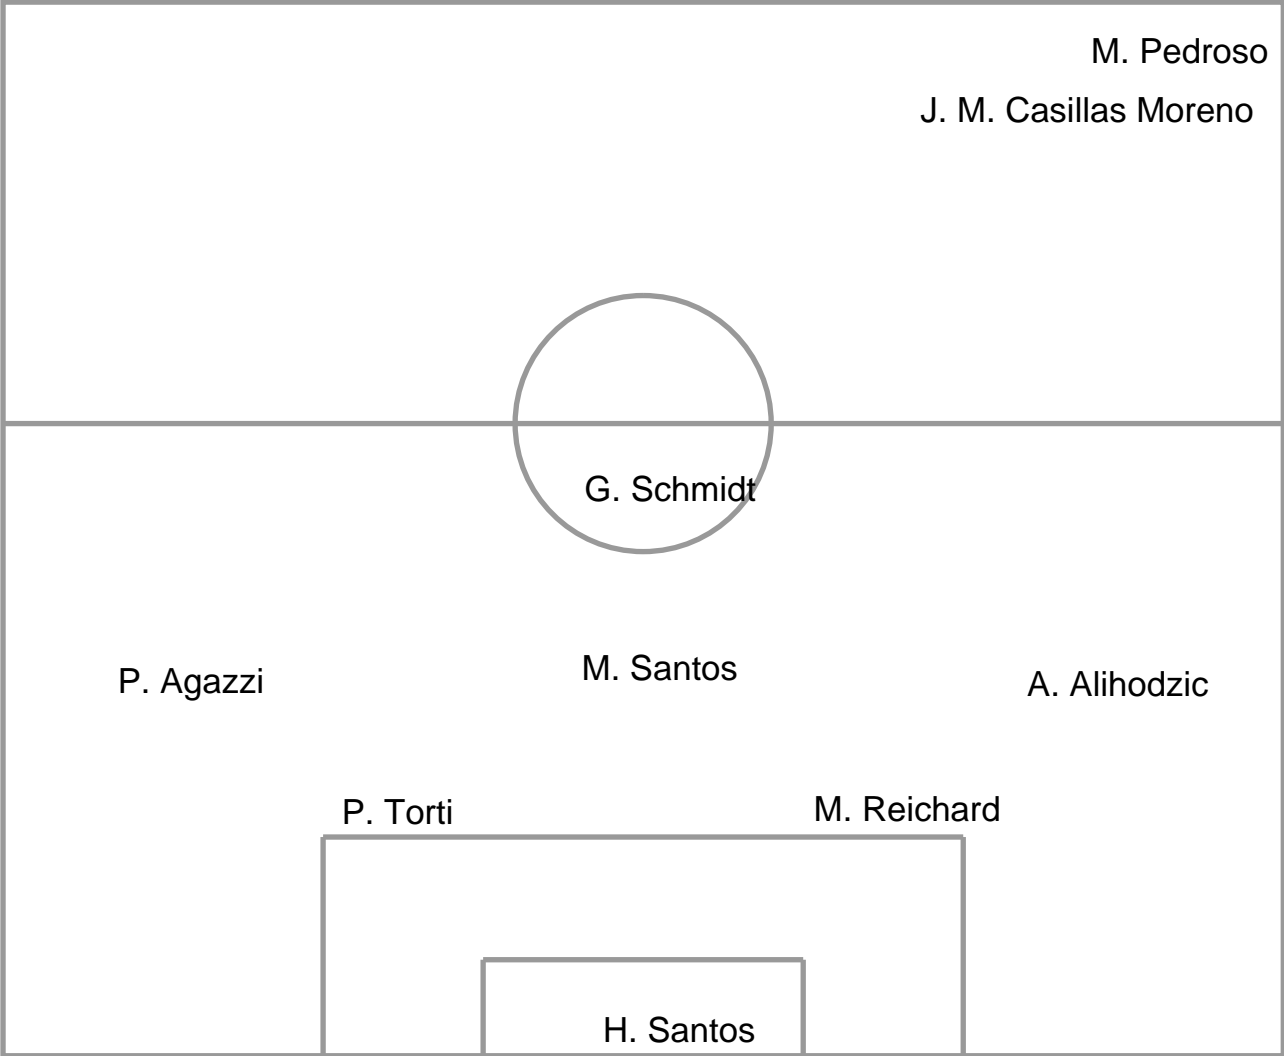 M. Pedroso
J. M. Casillas Moreno
G. Schmidt
P. Agazzi
M. Santos
A. Alihodzic
P. Torti
M. Reichard
H. Santos